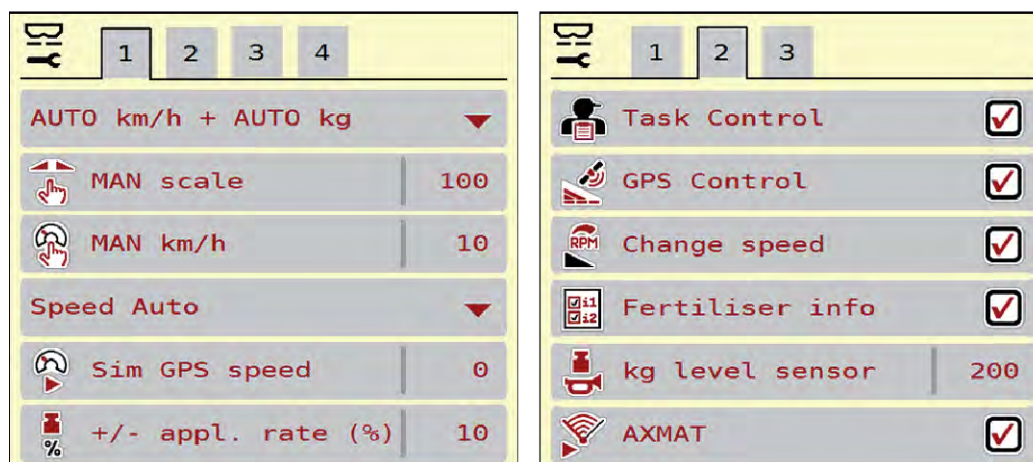 1 2 3 4
AUTO km/h + AUTO kg
MAN scale 100
MAN km/h 10
Speed Auto
Sim GPS speed 0
% +/- appl. rate (%) 10
1 2 3
Task Control
GPS Control
RPM Change speed
i1
i2
Fertiliser info
kg level sensor 200
AXMAT